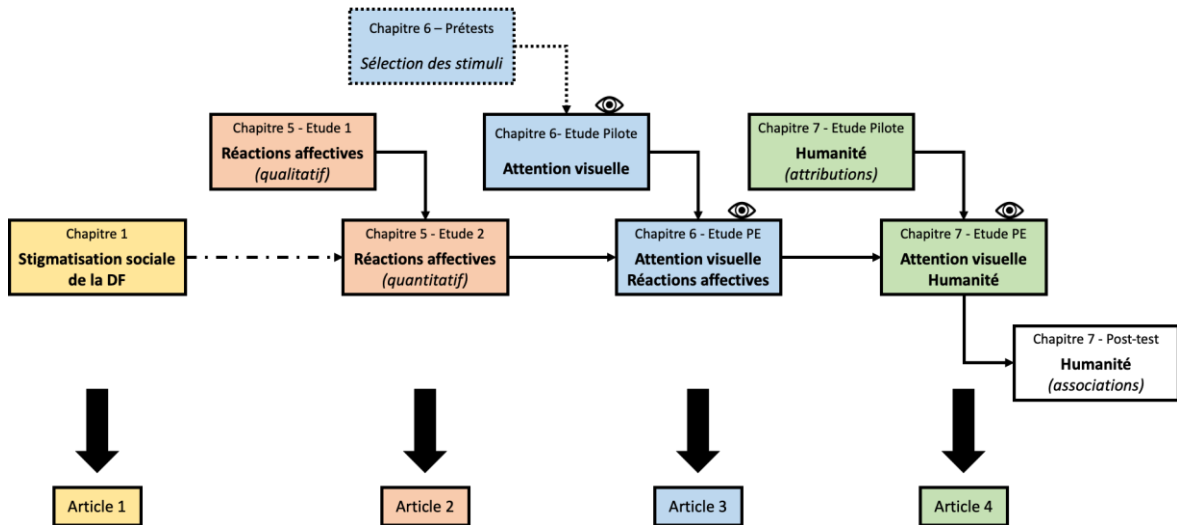 Chapitre 6 – Prétests
Sélection des stimuli
Chapitre 5 - Etude 1
Réactions affectives
(qualitatif)
Chapitre 6- Etude Pilote
Attention visuelle
Chapitre 7 - Etude Pilote
Humanité
(attributions)
Chapitre 1
Stigmatisation sociale
de la DF
Chapitre 5 - Etude 2
Réactions affectives
(quantitatif)
Chapitre 6 - Etude PE
Attention visuelle
Réactions affectives
Chapitre 7 - Etude PE
Attention visuelle
Humanité
Chapitre 7 - Post-test
Humanité
(associations)
Article 1
Article 2
Article 3
Article 4